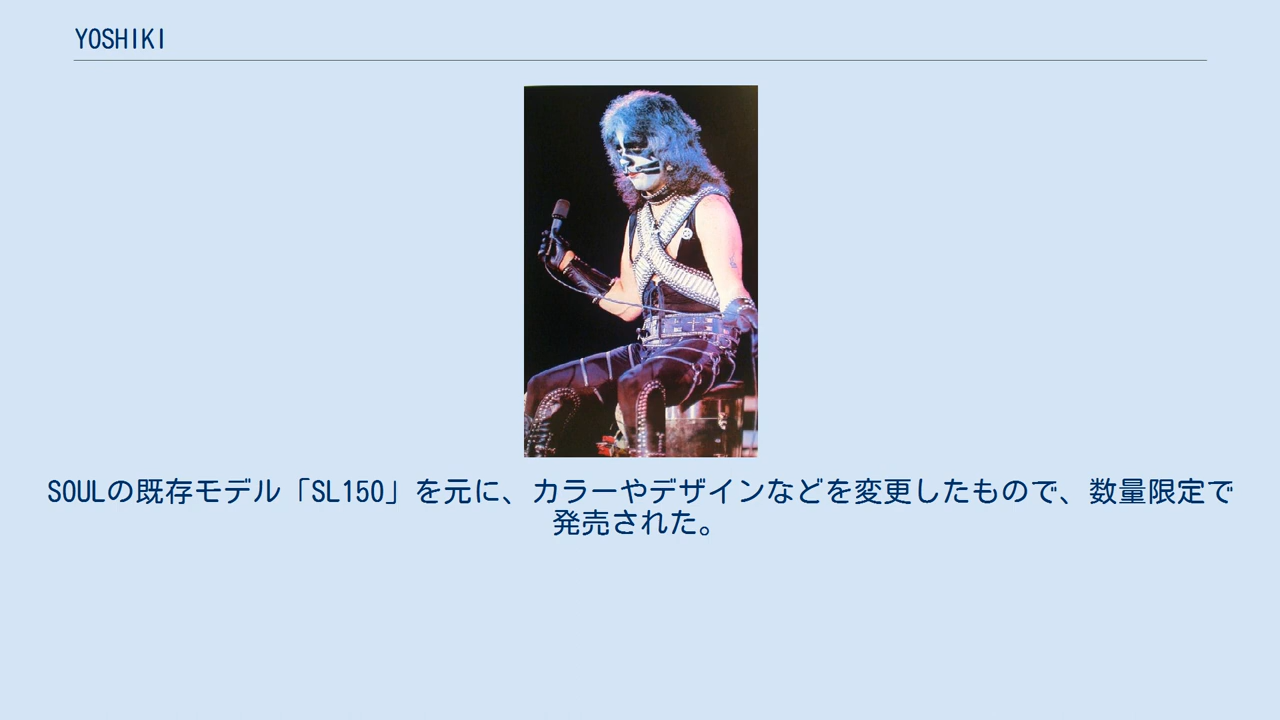 YOSHIKI
SOULの既存モデル「SL150」を元に、カラーやデザインなどを変更したもので、数量限定で
発売された。